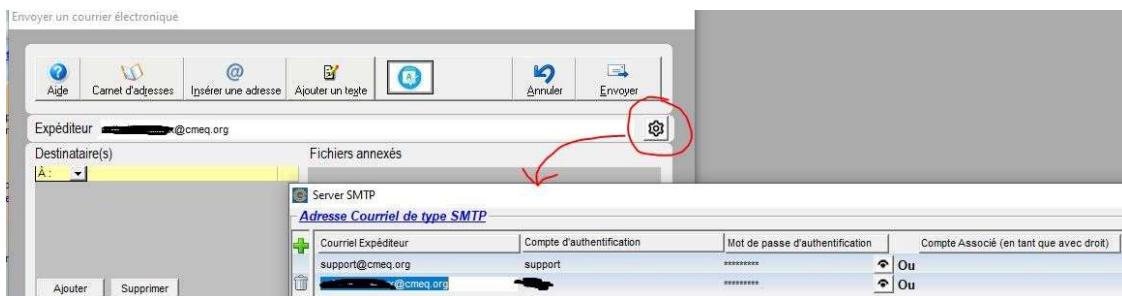 Envoyer un courrier électronique
Aide Carnet d'adresses Insérer une adresse Ajouter un texte Annuler Envoyer
Expéditeur @cmeq.org
Destinataire(s) Fichiers annexés
À :
Server SMTP
Adresse Courriel de type SMTP
Courriel Expéditeur Compte d'authentification Mot de passe d'authentification Compte Associé (en tant que avec droit)
support@cmeq.org support ********* Ou
@cmeq.org ********* Ou
Ajouter Supprimer